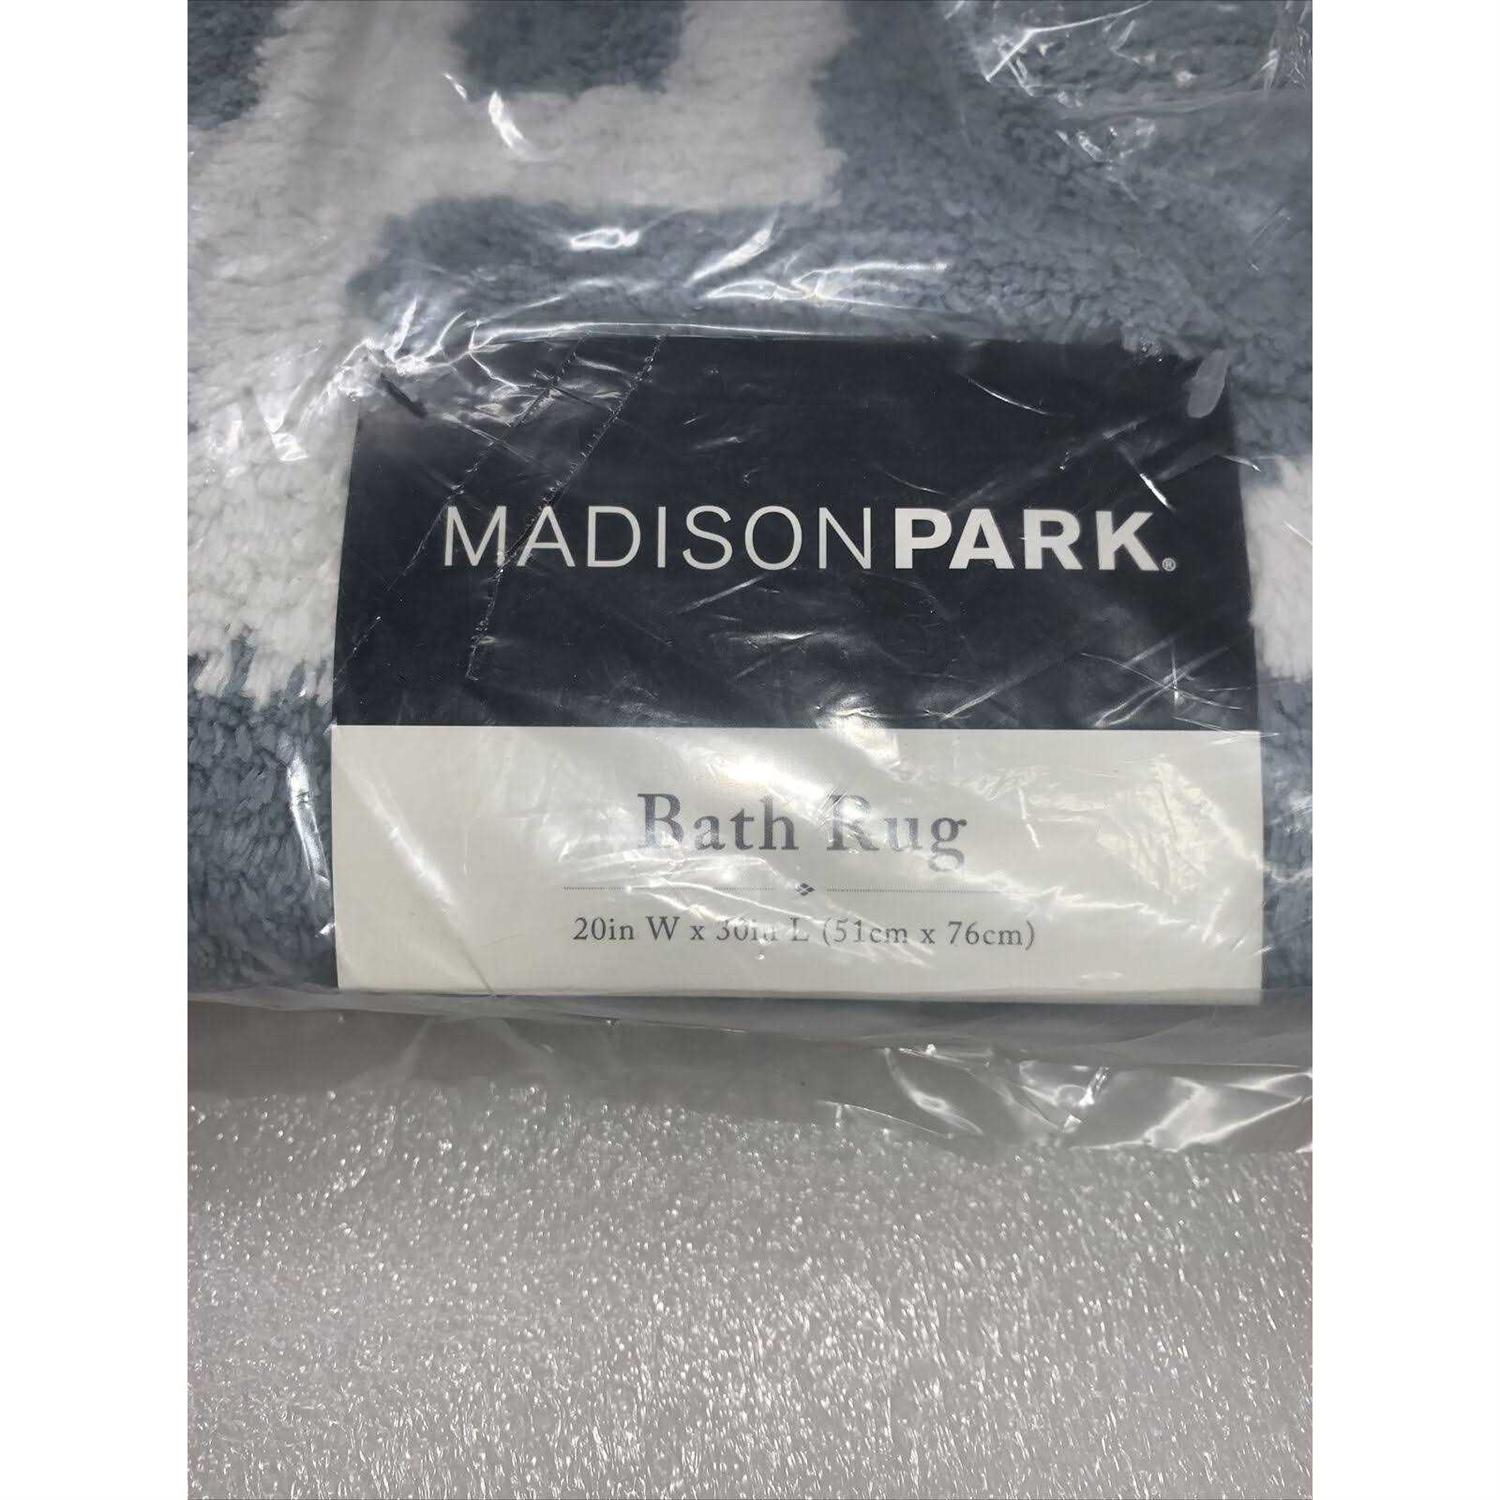 MADISONPARK®
Bath Rug
20in W x 30in L (51cm x 76cm)